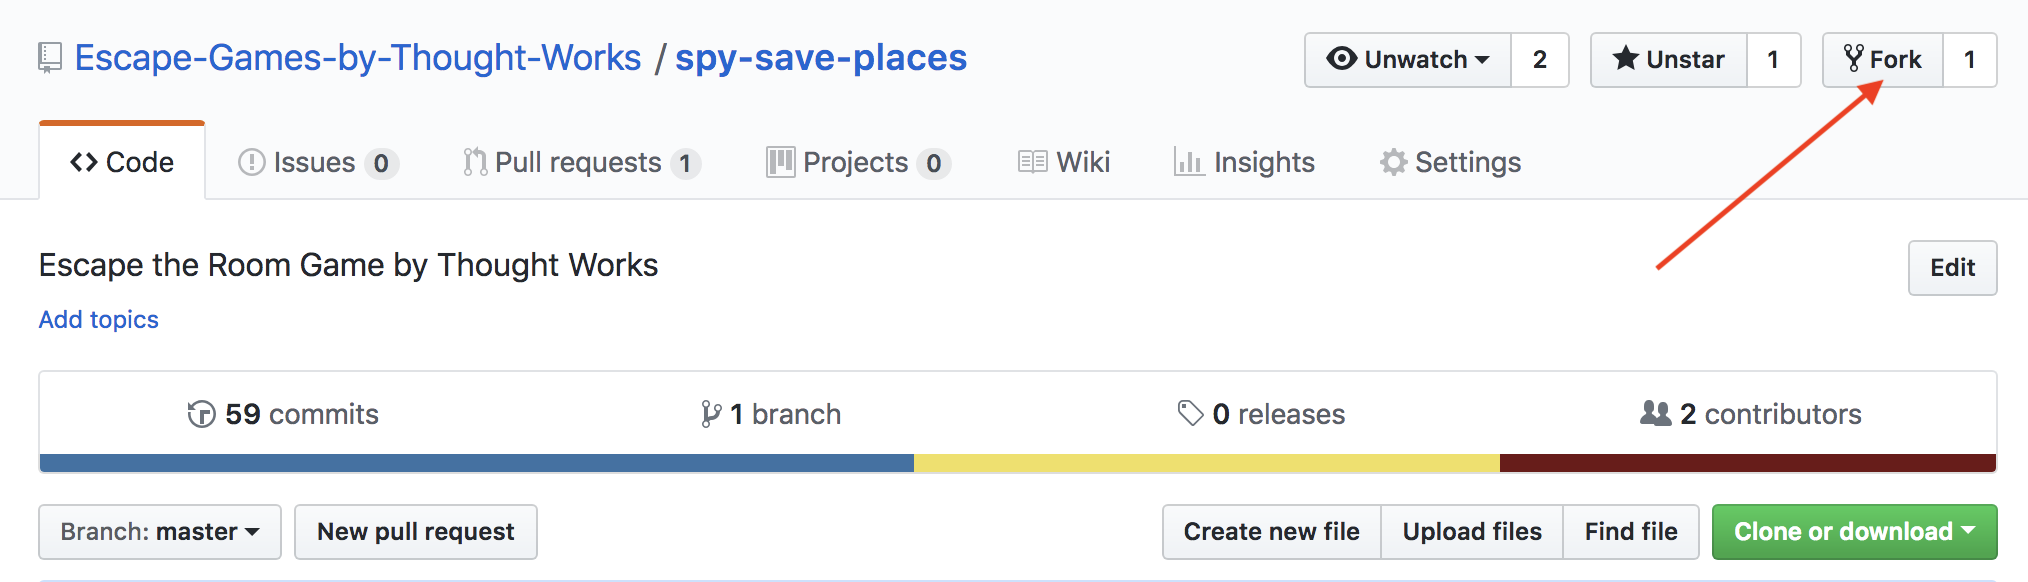 Escape-Games-by-Thought-Works / spy-save-places Unwatch 2 Unstar 1 Fork 1
Code Issues 0 Pull requests 1 Projects 0 Wiki Insights Settings
Escape the Room Game by Thought Works Edit
Add topics
59 commits 1 branch 0 releases 2 contributors
Branch: master New pull request Create new file Upload files Find file Clone or download